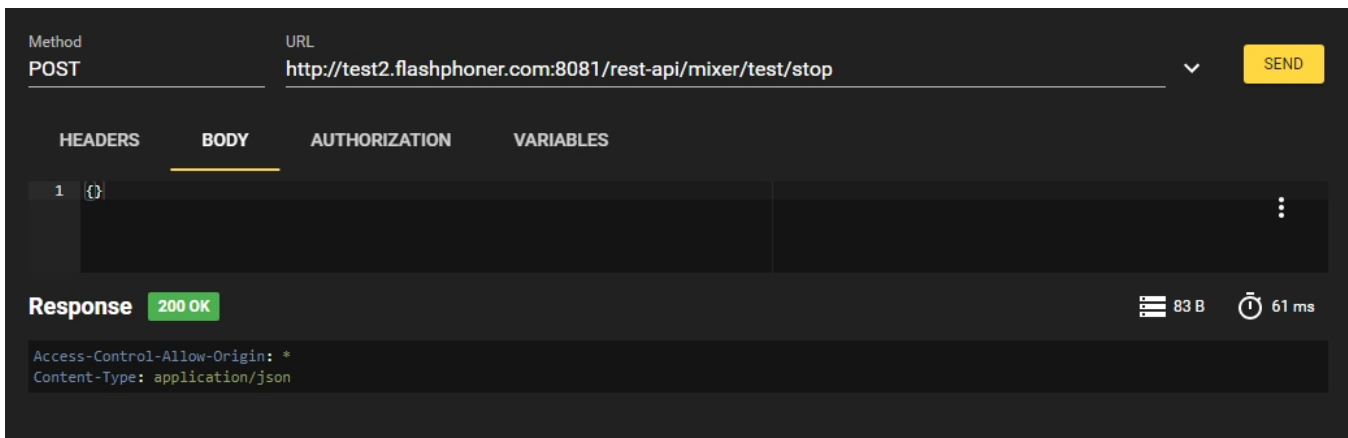 Method URL
POST http://test2.flashphoner.com:8081/rest-api/mixer/test/stop SEND
HEADERS BODY AUTHORIZATION VARIABLES
1 {}
Response 200 OK 83 B 61 ms
Access-Control-Allow-Origin: *
Content-Type: application/json